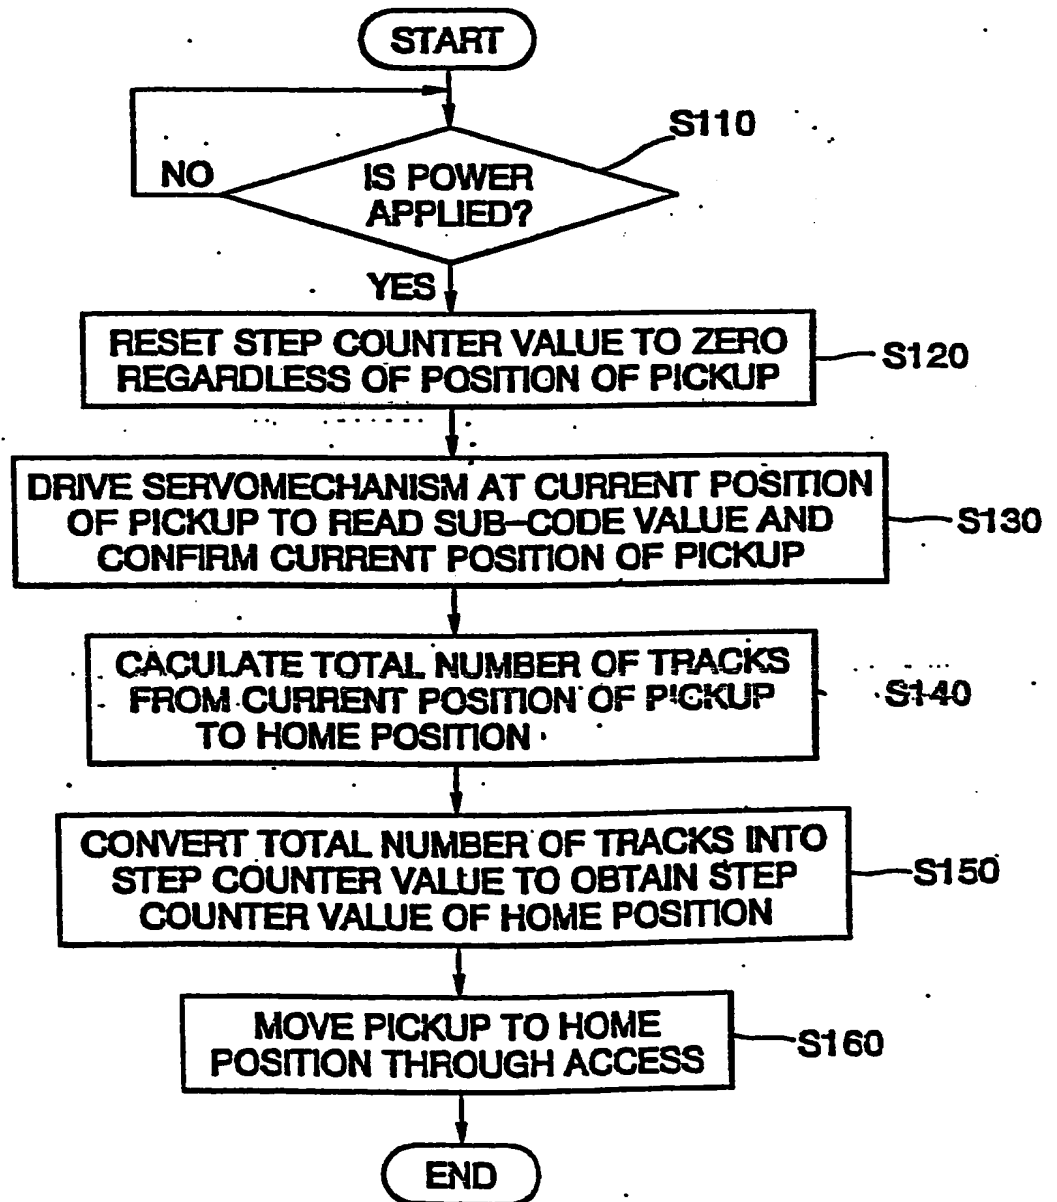 START
S110
IS POWER
APPLIED?
NO
YES
RESET STEP COUNTER VALUE TO ZERO
REGARDLESS OF POSITION OF PICKUP
S120
DRIVE SERVOMECHANISM AT CURRENT POSITION
OF PICKUP TO READ SUB-CODE VALUE AND
CONFIRM CURRENT POSITION OF PICKUP
S130
CACULATE TOTAL NUMBER OF TRACKS
FROM CURRENT POSITION OF PICKUP
TO HOME POSITION
S140
CONVERT TOTAL NUMBER OF TRACKS INTO
STEP COUNTER VALUE TO OBTAIN STEP
COUNTER VALUE OF HOME POSITION
S150
MOVE PICKUP TO HOME
POSITION THROUGH ACCESS
S160
END